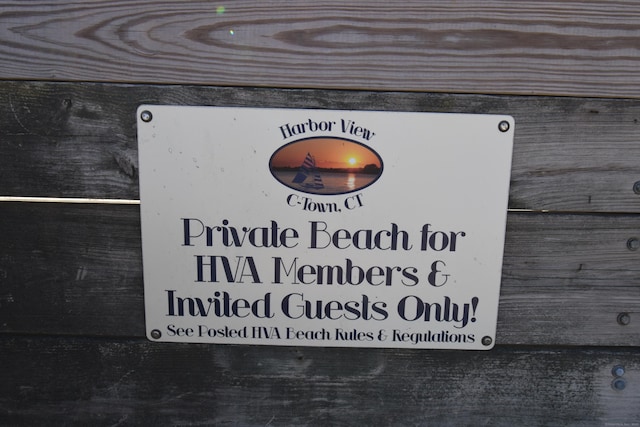 Harbor View
C-Town, CT
Private Beach for
HVA Members &
Invited Guests Only!
See Posted HVA Beach Rules & Regulations